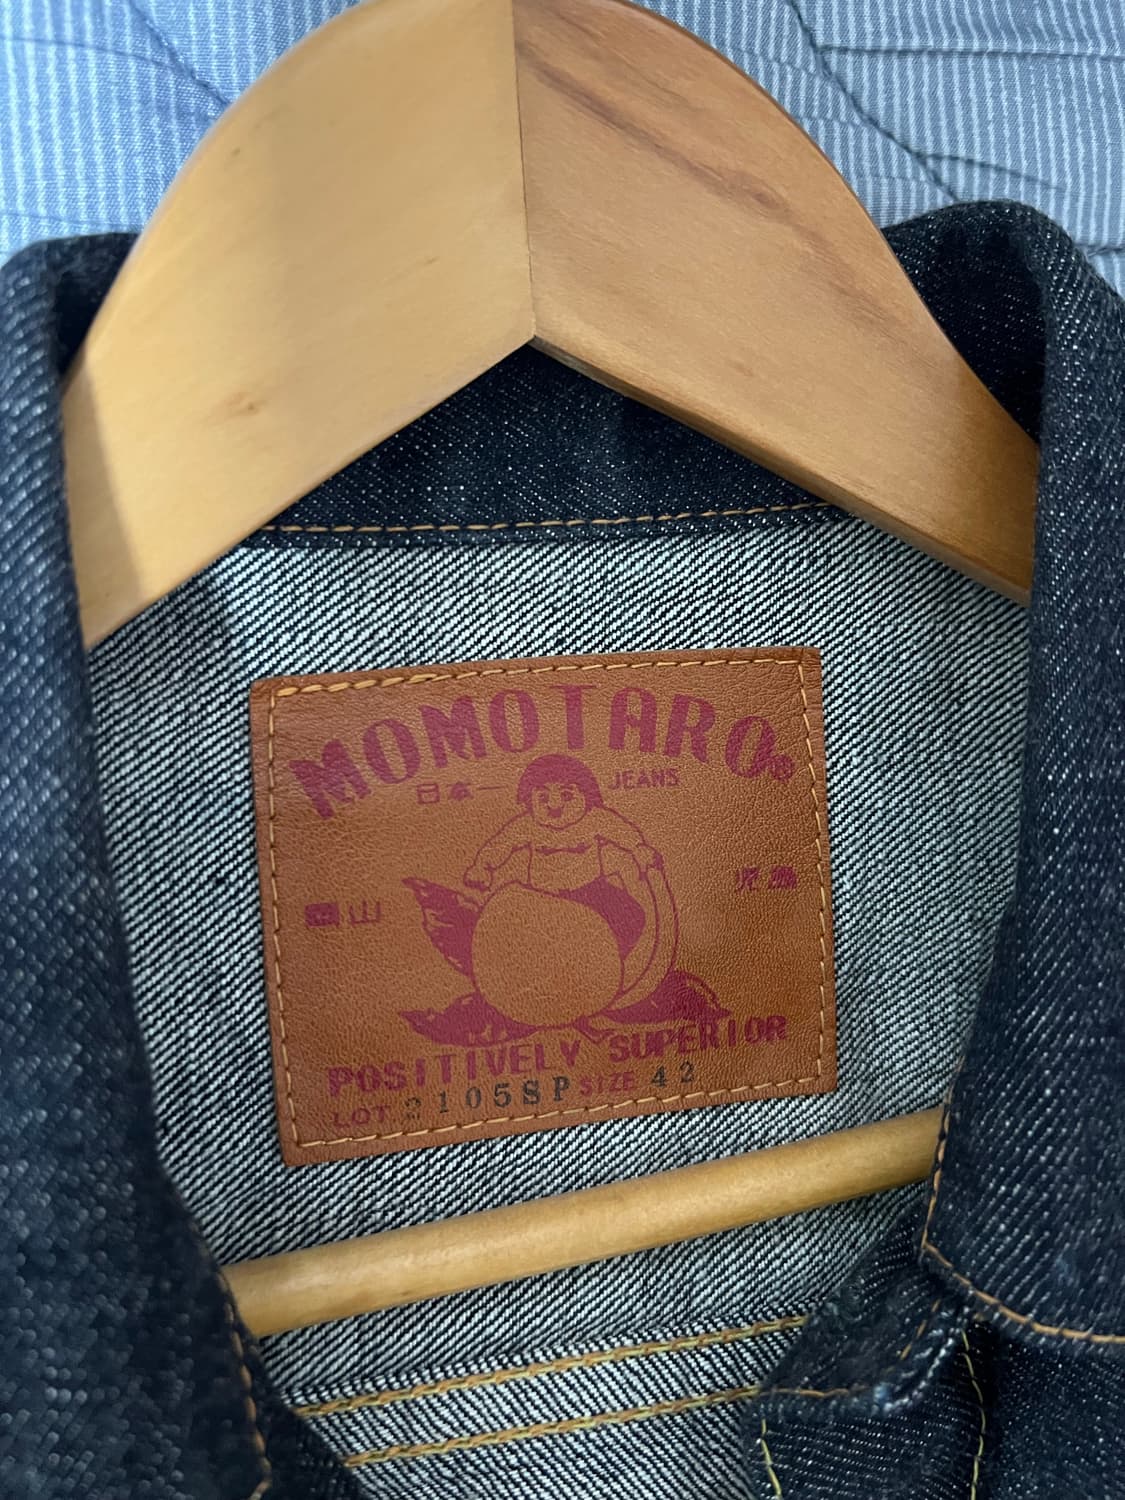 MOMOTARO®
日本一 JEANS
児島
岡山
POSITIVELY SUPERIOR
LOT 2105SP SIZE 42